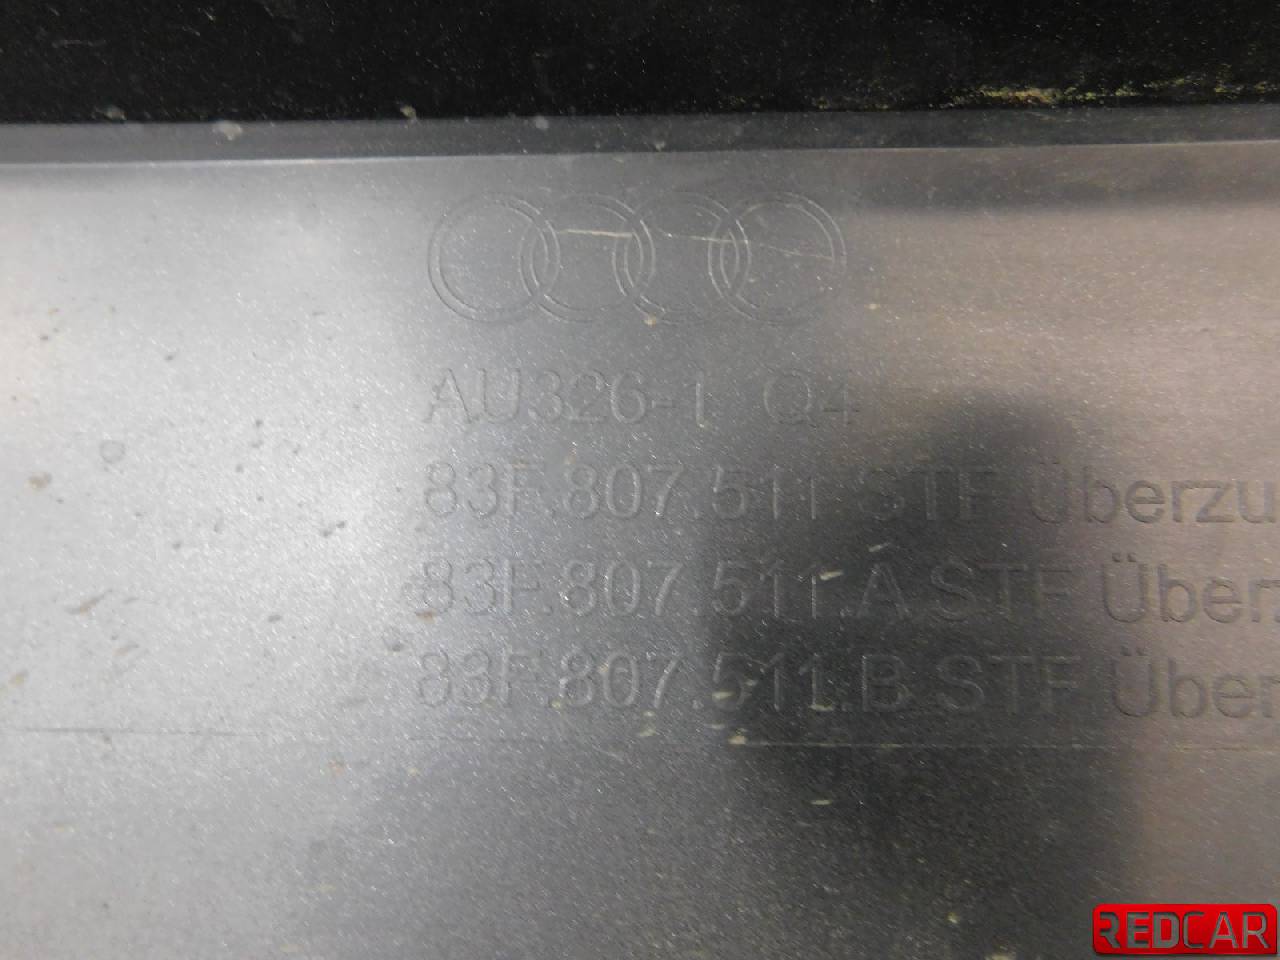 AU326-1 Q4
83F.807.511 STF Überzu
83F.807.511.A STF Über
83F.807.511.B STF Über
REDCAR